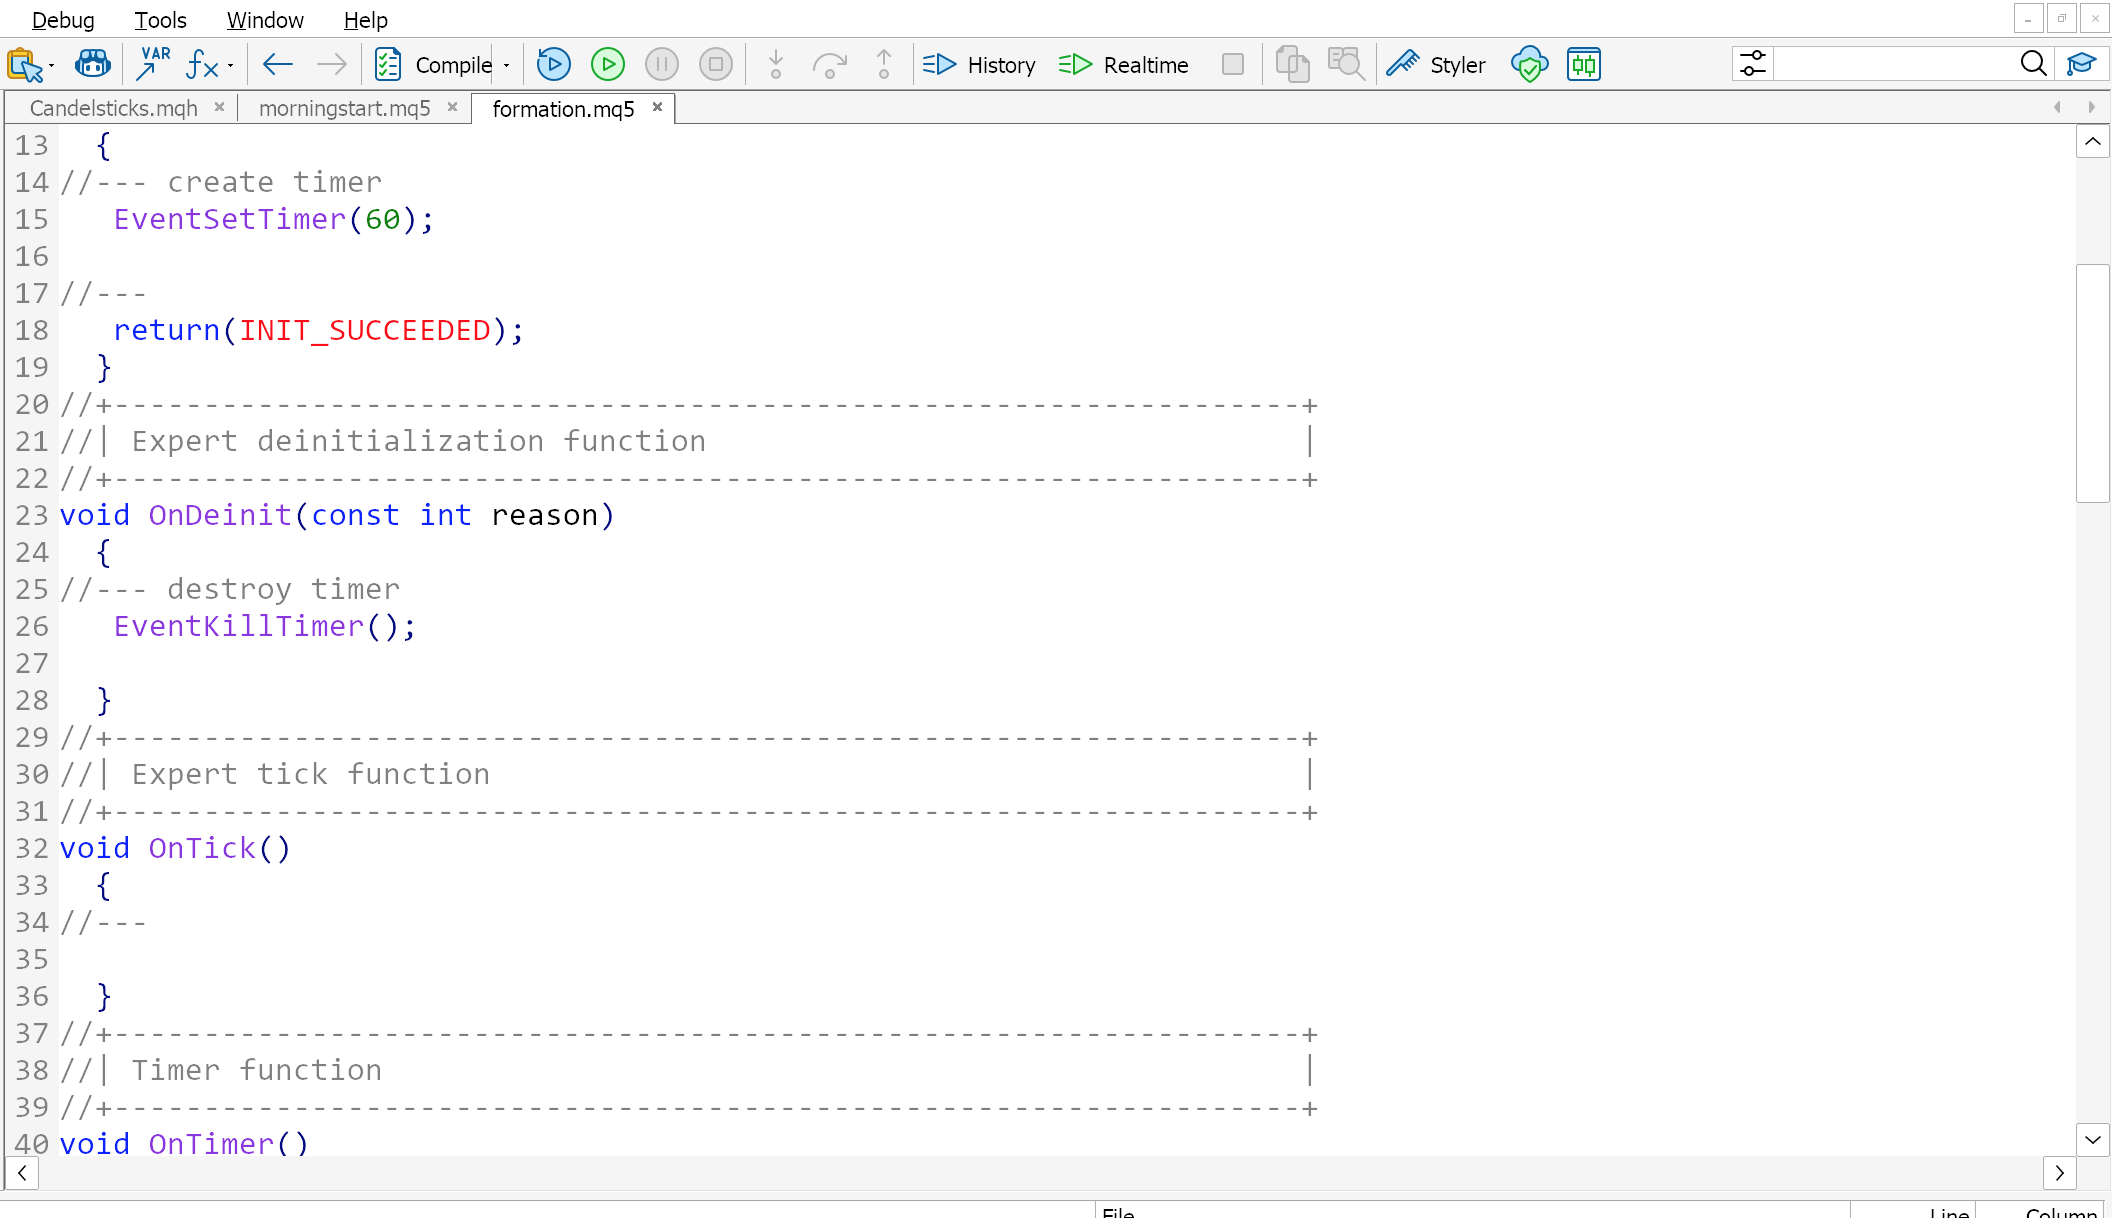 Debug Tools Window Help
VAR fx Compile History Realtime Styler
Candelsticks.mqh morningstart.mq5 formation.mq5
13 {
14 //--- create timer
15 EventSetTimer(60);
16
17 //---
18 return(INIT_SUCCEEDED);
19 }
20 //+------------------------------------------------------------------+
21 //| Expert deinitialization function |
22 //+------------------------------------------------------------------+
23 void OnDeinit(const int reason)
24 {
25 //--- destroy timer
26 EventKillTimer();
27
28 }
29 //+------------------------------------------------------------------+
30 //| Expert tick function |
31 //+------------------------------------------------------------------+
32 void OnTick()
33 {
34 //---
35
36 }
37 //+------------------------------------------------------------------+
38 //| Timer function |
39 //+------------------------------------------------------------------+
40 void OnTimer()
File Line Column